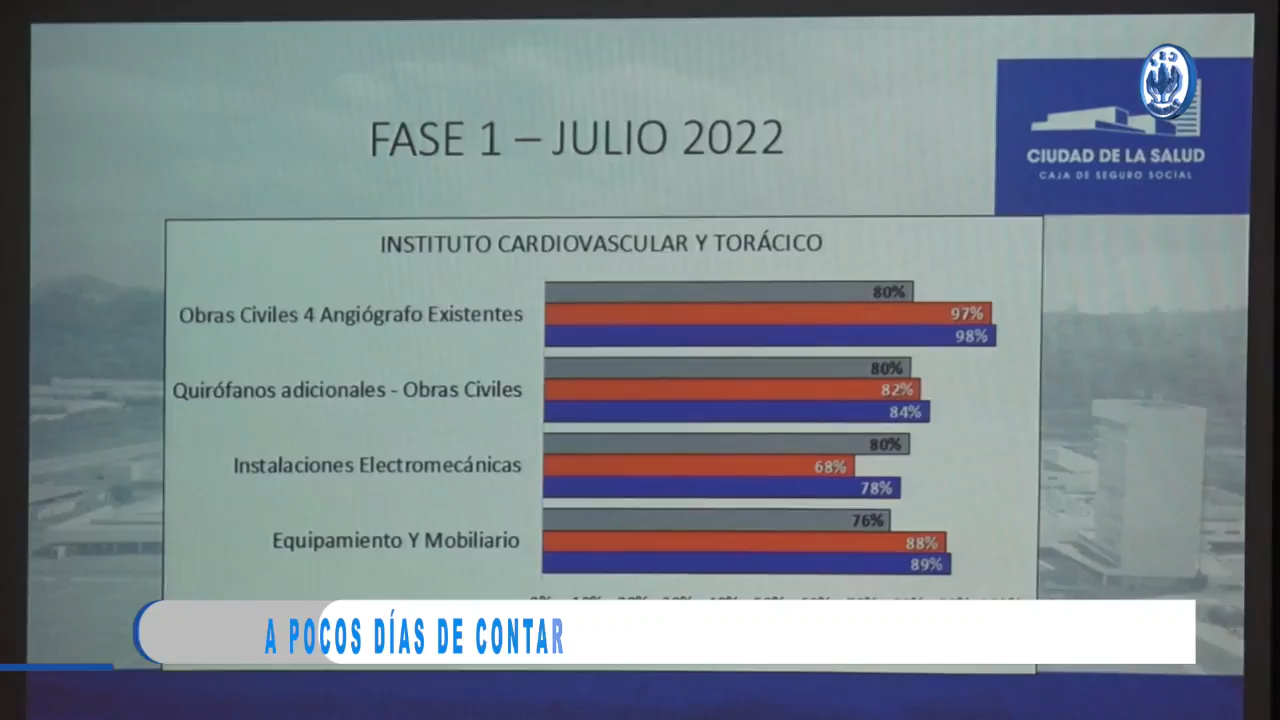 FASE 1 – JULIO 2022
CIUDAD DE LA SALUD
CAJA DE SEGURO SOCIAL
INSTITUTO CARDIOVASCULAR Y TORÁCICO
Obras Civiles 4 Angiógrafo Existentes
80%
97%
98%
Quirófanos adicionales - Obras Civiles
80%
82%
84%
Instalaciones Electromecánicas
80%
68%
78%
Equipamiento Y Mobiliario
76%
88%
89%
A POCOS DÍAS DE CONTAR